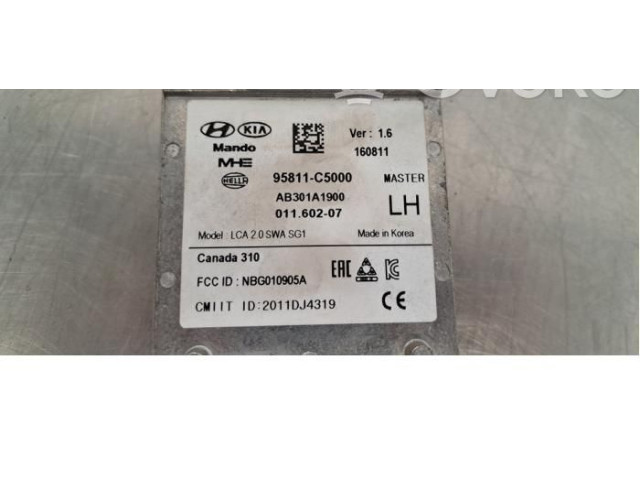 HYUNDAI KIA
Ver : 1.6
Mando
160811
MHE
HELLA
95811-C5000
MASTER
AB301A1900
011.602-07
LH
Model : LCA 2.0 SWA SG1
Made in Korea
Canada 310
FCC ID : NBG010905A
EAC
CMIIT ID:2011DJ4319
CE